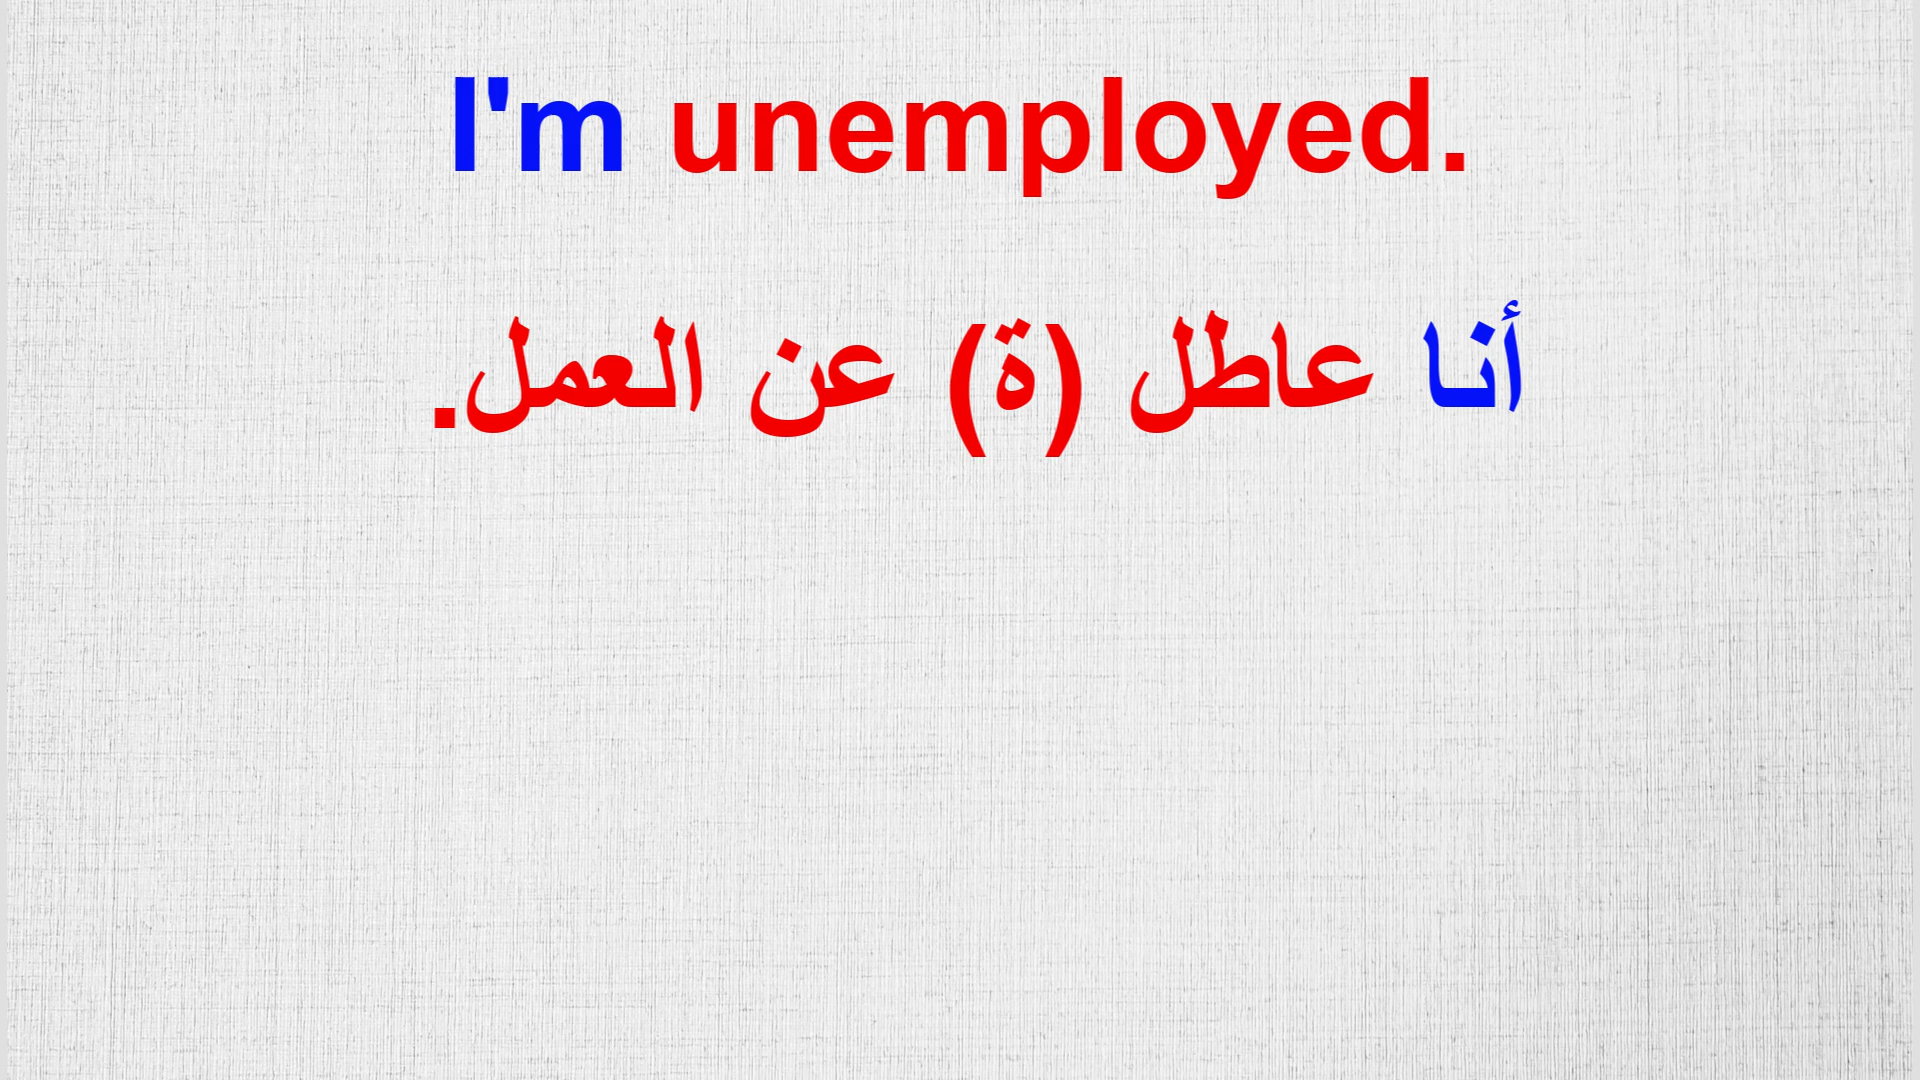 I'm unemployed.
أنا عاطل (ة) عن العمل.